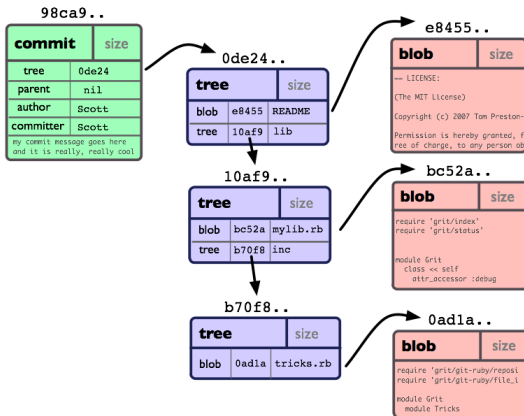 98ca9..
commit size
tree 0de24
parent nil
author Scott
committer Scott
my commit message goes here
and it is really, really cool
0de24..
tree size
blob e8455 README
tree 10af9 lib
e8455..
blob size
LICENSE:
(The MIT License)
Copyright (c) 2007 Tom Preston-
Permission is hereby granted, f
ree of charge, to any person ob
10af9..
tree size
blob bc52a mylib.rb
tree b70f8 inc
bc52a..
blob size
require 'grit/index'
require 'grit/status'
module Grit
class << self
attr_accessor :debug
b70f8..
tree size
blob 0ad1a tricks.rb
0ad1a..
blob size
require 'grit/git-ruby/reposi
require 'grit/git-ruby/file_i
module Grit
module Tricks